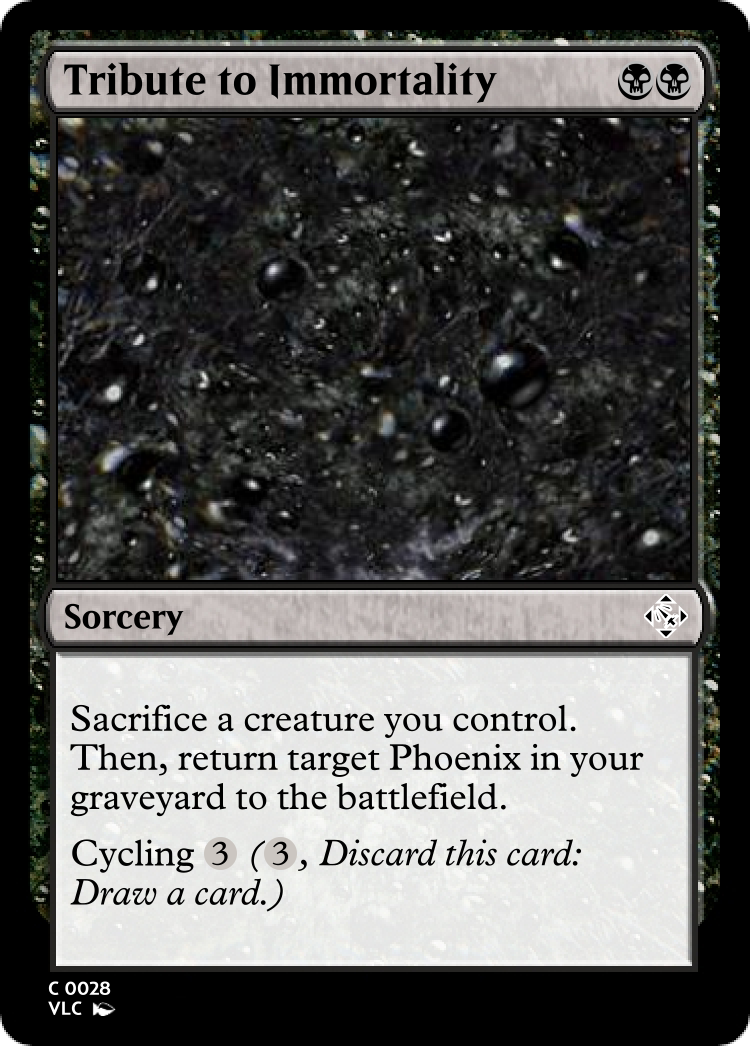 Tribute to Immortality
Sorcery
Sacrifice a creature you control.
Then, return target Phoenix in your
graveyard to the battlefield.
Cycling 3 (3, Discard this card:
Draw a card.)
C 0028
VLC